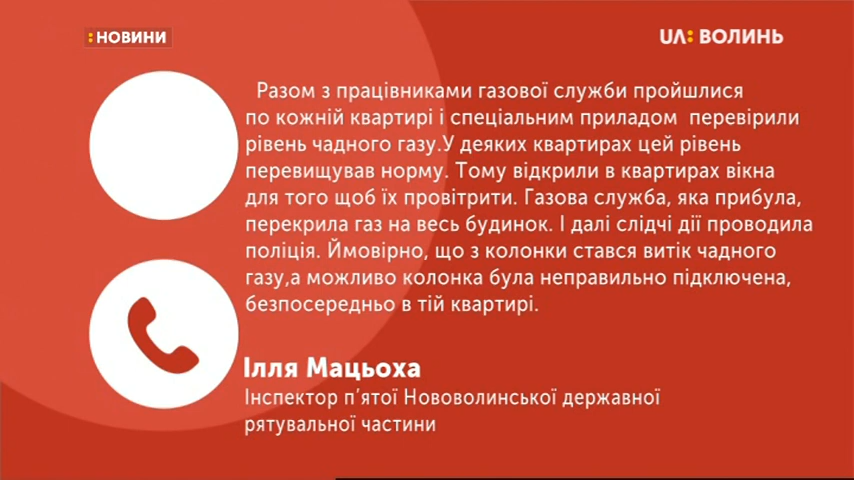 :НОВИНИ
UA: ВОЛИНЬ
Разом з працівниками газової служби пройшлися
по кожній квартирі і спеціальним приладом перевірили
рівень чадного газу.У деяких квартирах цей рівень
перевищував норму. Тому відкрили в квартирах вікна
для того щоб їх провітрити. Газова служба, яка прибула,
перекрила газ на весь будинок. І далі слідчі дії проводила
поліція. Ймовірно, що з колонки стався витік чадного
газу,а можливо колонка була неправильно підключена,
безпосередньо в тій квартирі.
Ілля Мацьоха
Інспектор п’ятої Нововолинської державної
рятувальної частини